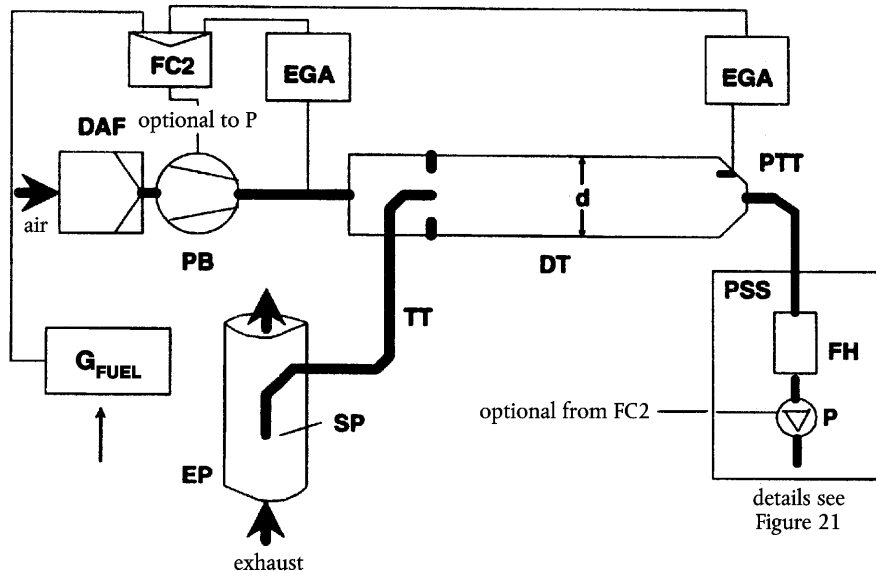 FC2
EGA
EGA
DAF
optional to P
PTT
air
d
PB
DT
PSS
TT
FH
G FUEL
optional from FC2
P
SP
EP
details see
Figure 21
exhaust